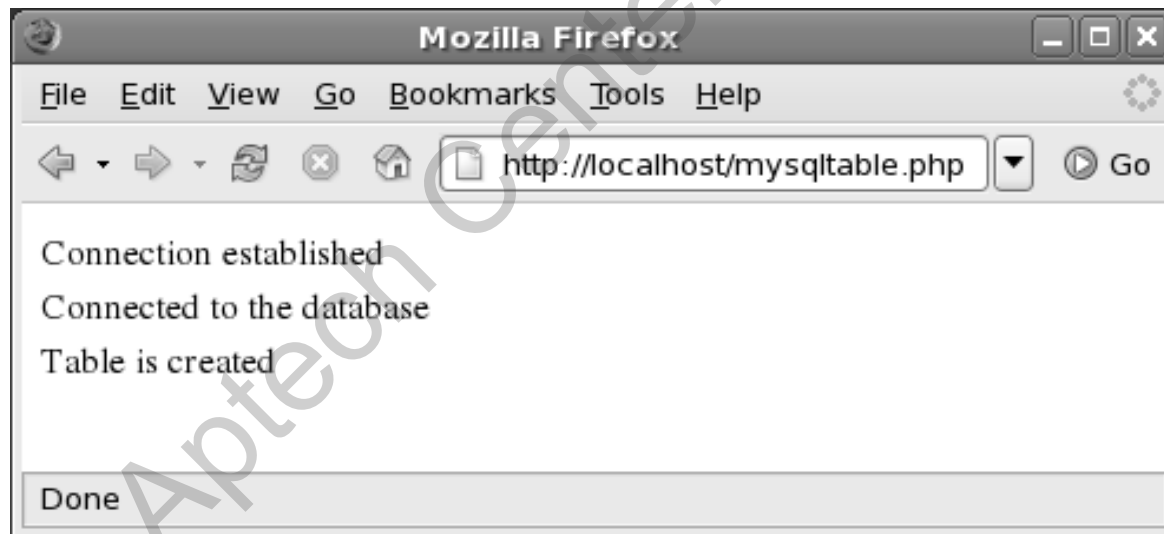 Mozilla Firefox
File Edit View Go Bookmarks Tools Help
http://localhost/mysqltable.php Go
Connection established
Connected to the database
Table is created
Done
Aptech Center